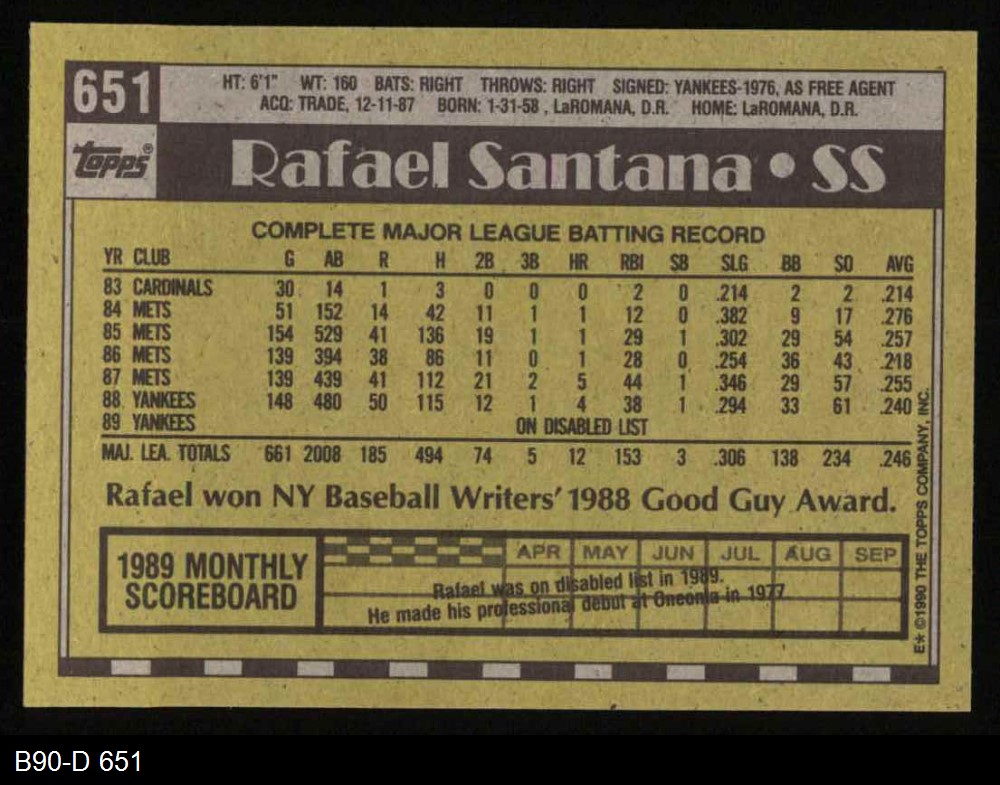 651
HT: 6'1" WT: 160 BATS: RIGHT THROWS: RIGHT SIGNED: YANKEES-1976, AS FREE AGENT
ACQ: TRADE, 12-11-87 BORN: 1-31-58 , LaROMANA, D.R. HOME: LaROMANA, D.R.
topps®
Rafael Santana • SS
COMPLETE MAJOR LEAGUE BATTING RECORD
YR CLUB G AB R H 2B 3B HR RBI SB SLG BB SO AVG
83 CARDINALS 30 14 1 3 0 0 0 2 0 .214 2 2 .214
84 METS 51 152 14 42 11 1 1 12 0 .382 9 17 .276
85 METS 154 529 41 136 19 1 1 29 1 .302 29 54 .257
86 METS 139 394 38 86 11 0 1 28 0 .254 36 43 .218
87 METS 139 439 41 112 21 2 5 44 1 .346 29 57 .255
88 YANKEES 148 480 50 115 12 1 4 38 1 .294 33 61 .240
89 YANKEES ON DISABLED LIST
MAJ. LEA. TOTALS 661 2008 185 494 74 5 12 153 3 .306 138 234 .246
Rafael won NY Baseball Writers' 1988 Good Guy Award.
1989 MONTHLY
SCOREBOARD
APR MAY JUN JUL AUG SEP
Rafael was on disabled list in 1989.
He made his professional debut at Oneonta in 1977
E* ©1990 THE TOPPS COMPANY, INC.
B90-D 651